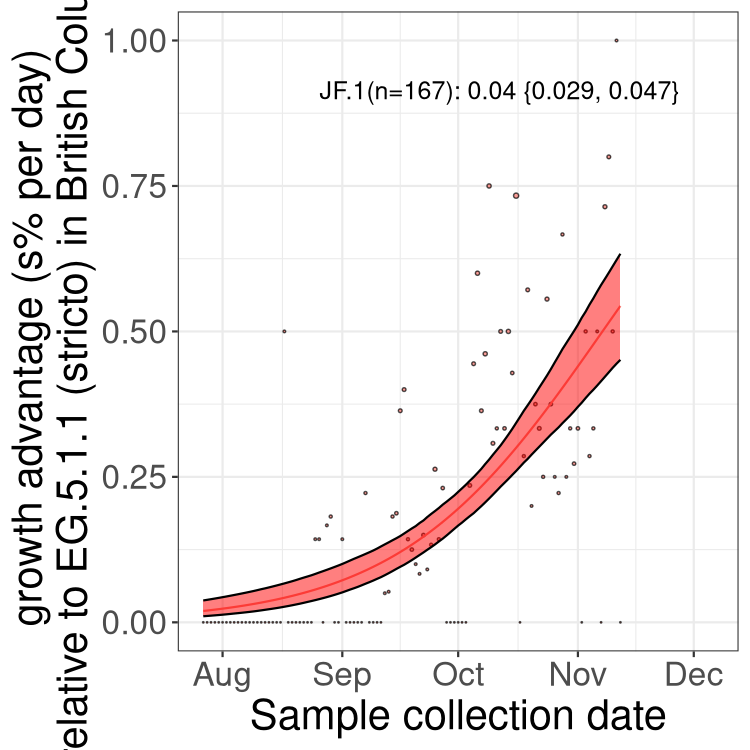 growth advantage (s% per day)
relative to EG.5.1.1 (stricto) in British Colu
1.00
0.75
0.50
0.25
0.00
JF.1(n=167): 0.04 {0.029, 0.047}
Aug Sep Oct Nov Dec
Sample collection date